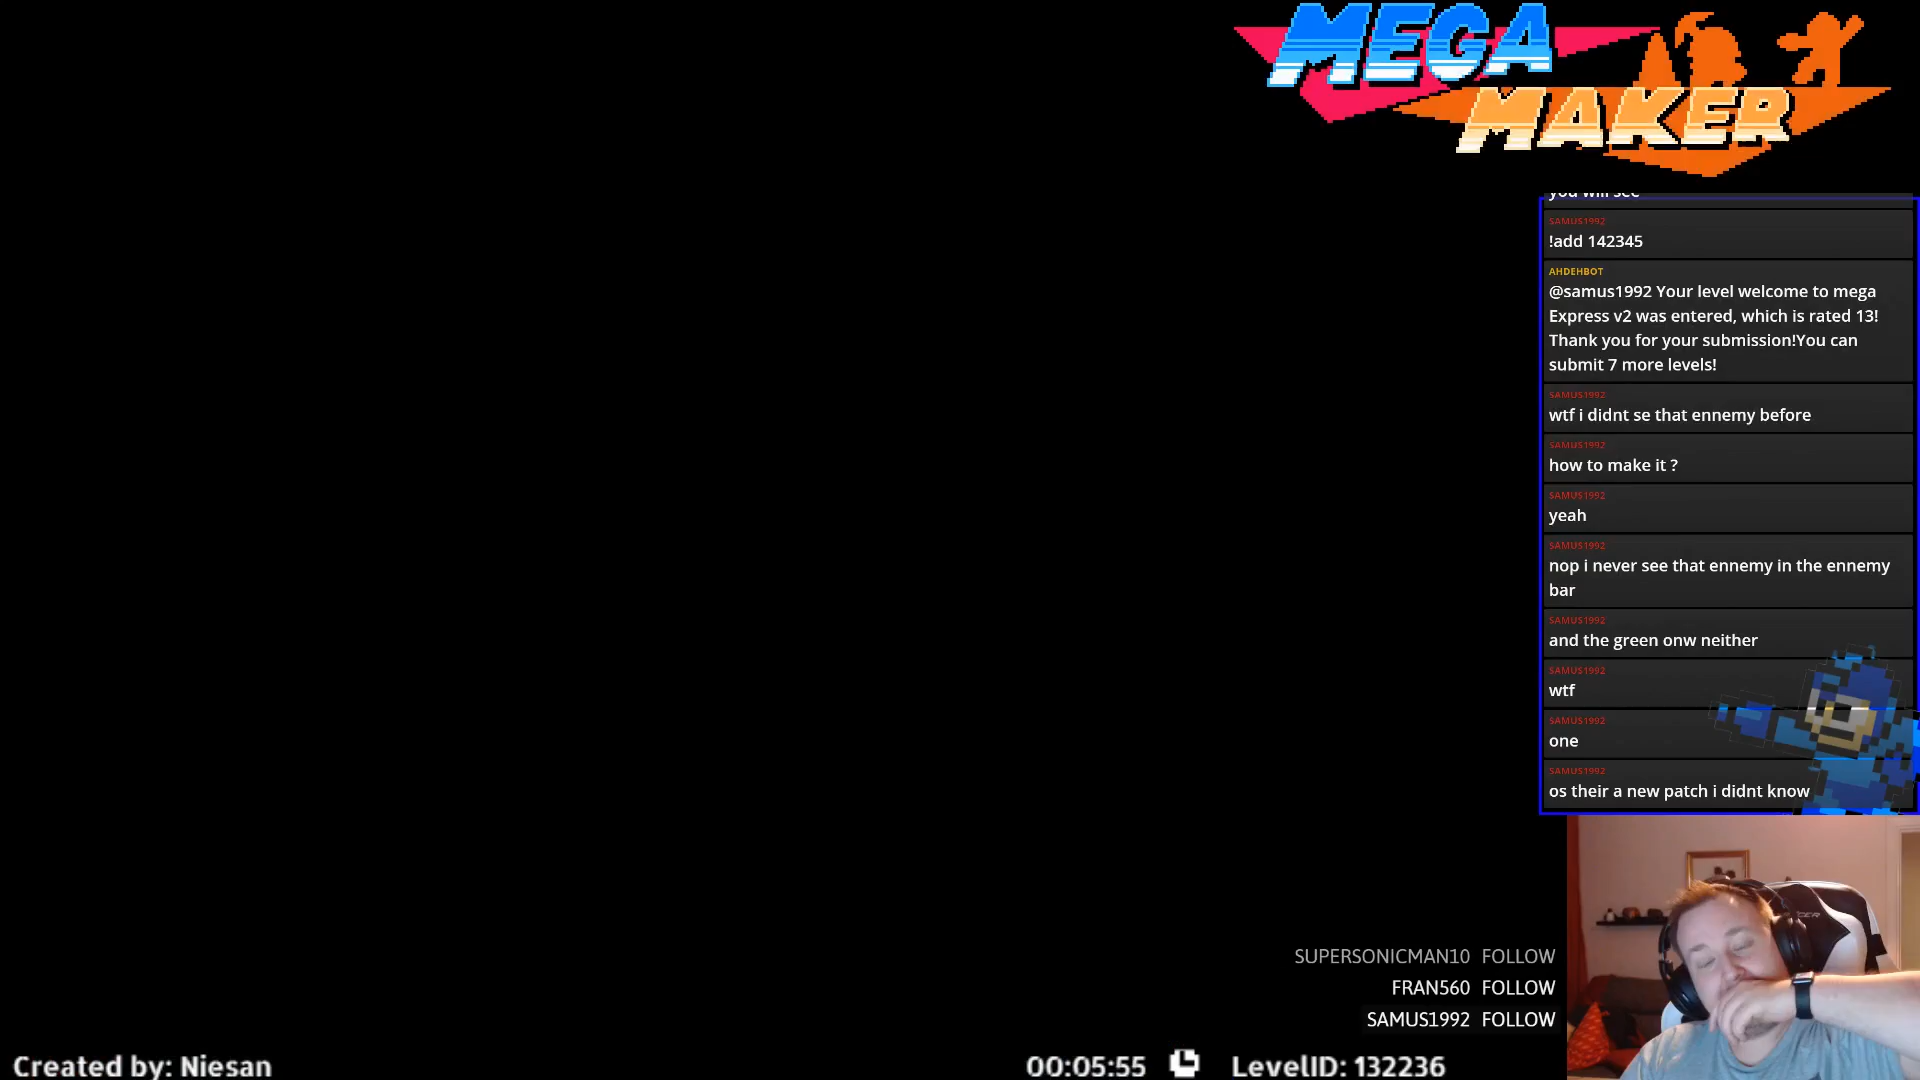 MEGA
MAKER
you will see
SAMUS1992
!add 142345
AHDEHBOT
@samus1992 Your level welcome to mega
Express v2 was entered, which is rated 13!
Thank you for your submission!You can
submit 7 more levels!
SAMUS1992
wtf i didnt se that ennemy before
SAMUS1992
how to make it ?
SAMUS1992
yeah
SAMUS1992
nop i never see that ennemy in the ennemy
bar
SAMUS1992
and the green onw neither
SAMUS1992
wtf
SAMUS1992
one
SAMUS1992
os their a new patch i didnt know
SUPERSONICMAN10 FOLLOW
FRAN560 FOLLOW
SAMUS1992 FOLLOW
Created by: Niesan
00:05:55
LevelID: 132236